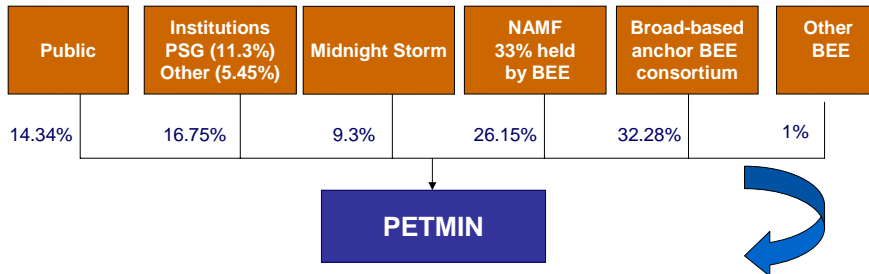 Public
Institutions
PSG (11.3%)
Other (5.45%)
Midnight Storm
NAMF
33% held
by BEE
Broad-based
anchor BEE
consortium
Other
BEE
14.34%
16.75%
9.3%
26.15%
32.28%
1%
PETMIN